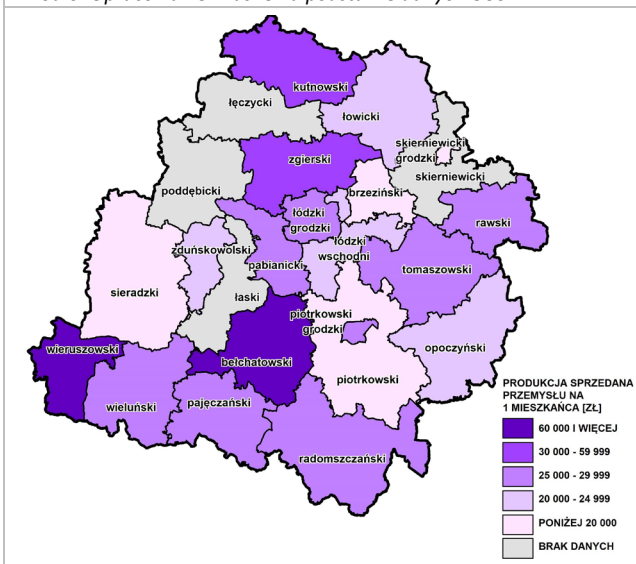 kutnowski
łęczycki
łowicki
skierniewicki
grodzki
zgierski
skierniewicki
brzeziński
poddębicki
łódzki
grodzki
rawski
łódzki
wschodni
zduńskowolski
pabianicki
tomaszowski
sieradzki
łaski
piotrkowski
grodzki
opoczyński
wieruszowski
bełchatowski
piotrkowski
wieluński
pajęczański
radomszczański
PRODUKCJA SPRZEDANA
PRZEMYSŁU NA
1 MIESZKAŃCA [ZŁ]
60 000 I WIĘCEJ
30 000 - 59 999
25 000 - 29 999
20 000 - 24 999
PONIŻEJ 20 000
BRAK DANYCH